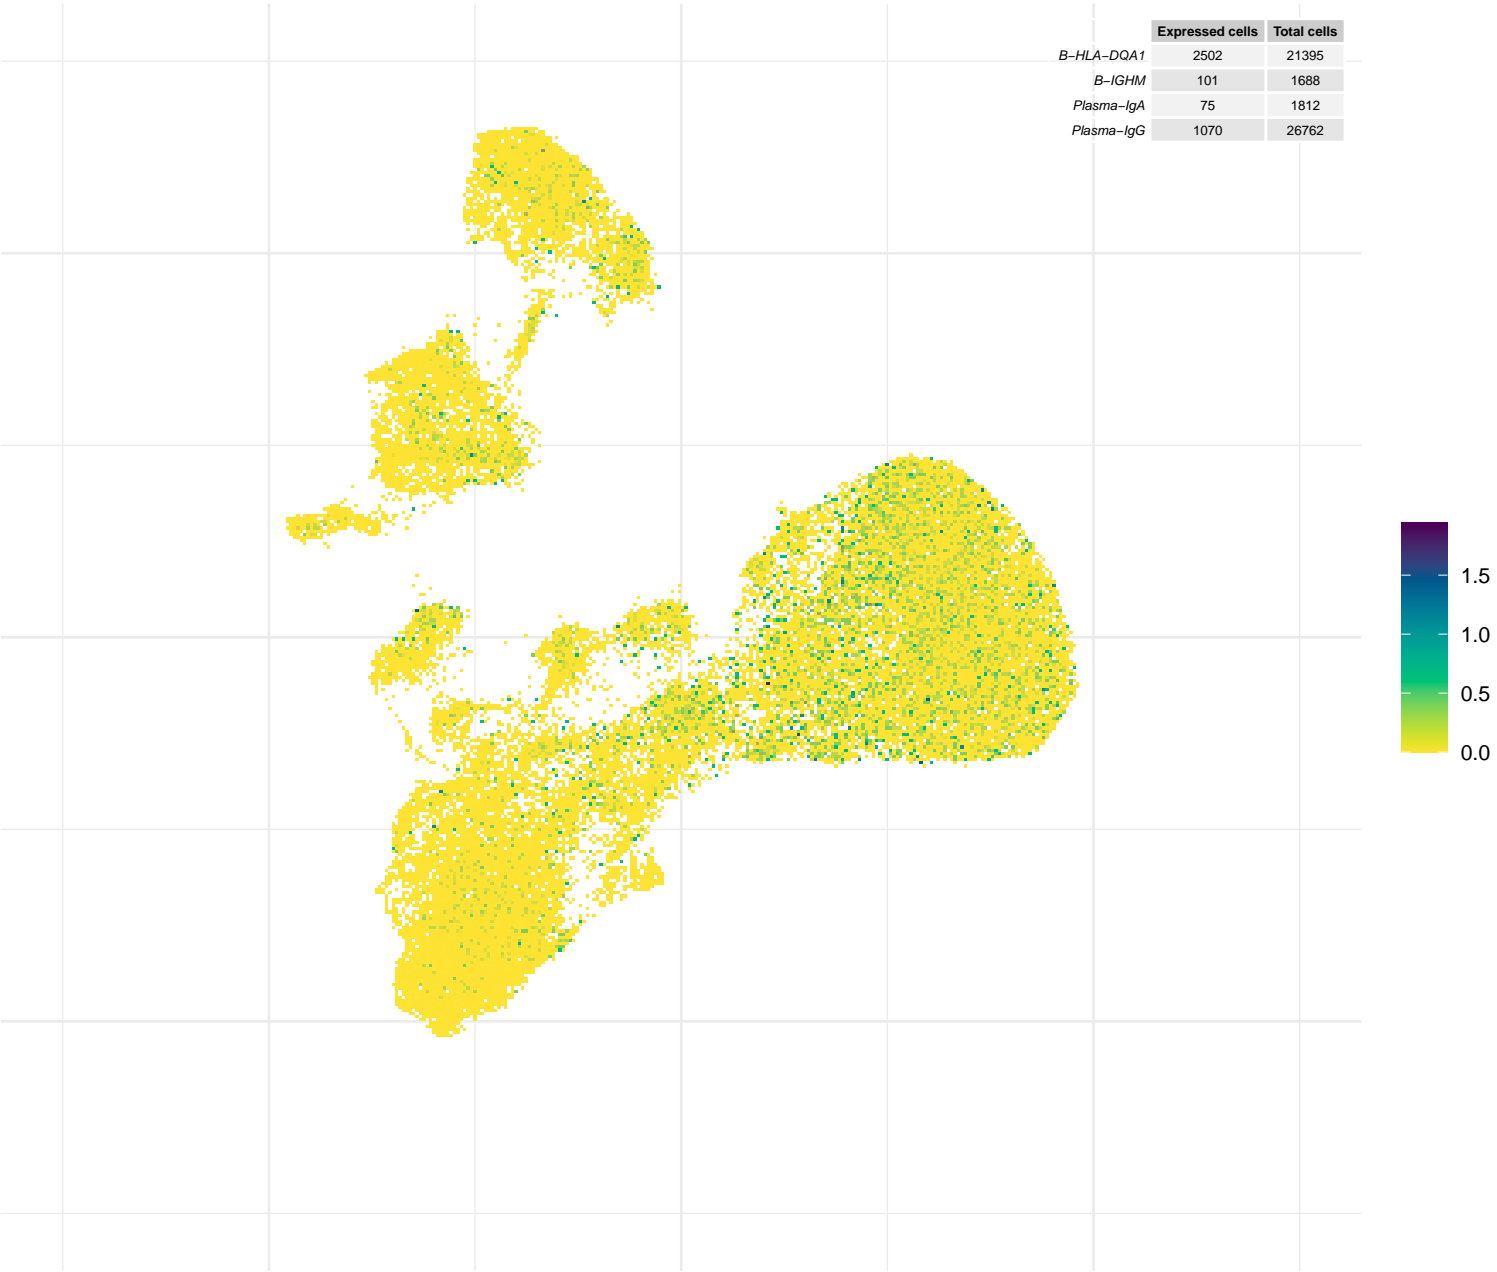 Expressed cells Total cells
B−HLA−DQA1 2502 21395
B−IGHM 101 1688
Plasma−IgA 75 1812
Plasma−IgG 1070 26762
1.5
1.0
0.5
0.0